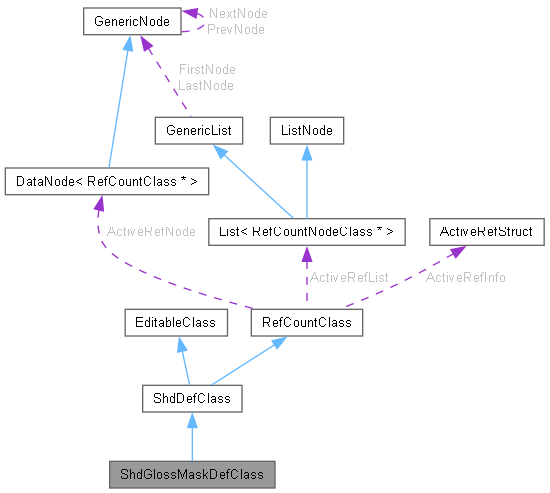 GenericNode
NextNode
PrevNode
FirstNode
LastNode
GenericList
ListNode
DataNode< RefCountClass * >
ActiveRefNode
List< RefCountNodeClass * >
ActiveRefStruct
ActiveRefList
ActiveRefInfo
EditableClass
RefCountClass
ShdDefClass
ShdGlossMaskDefClass